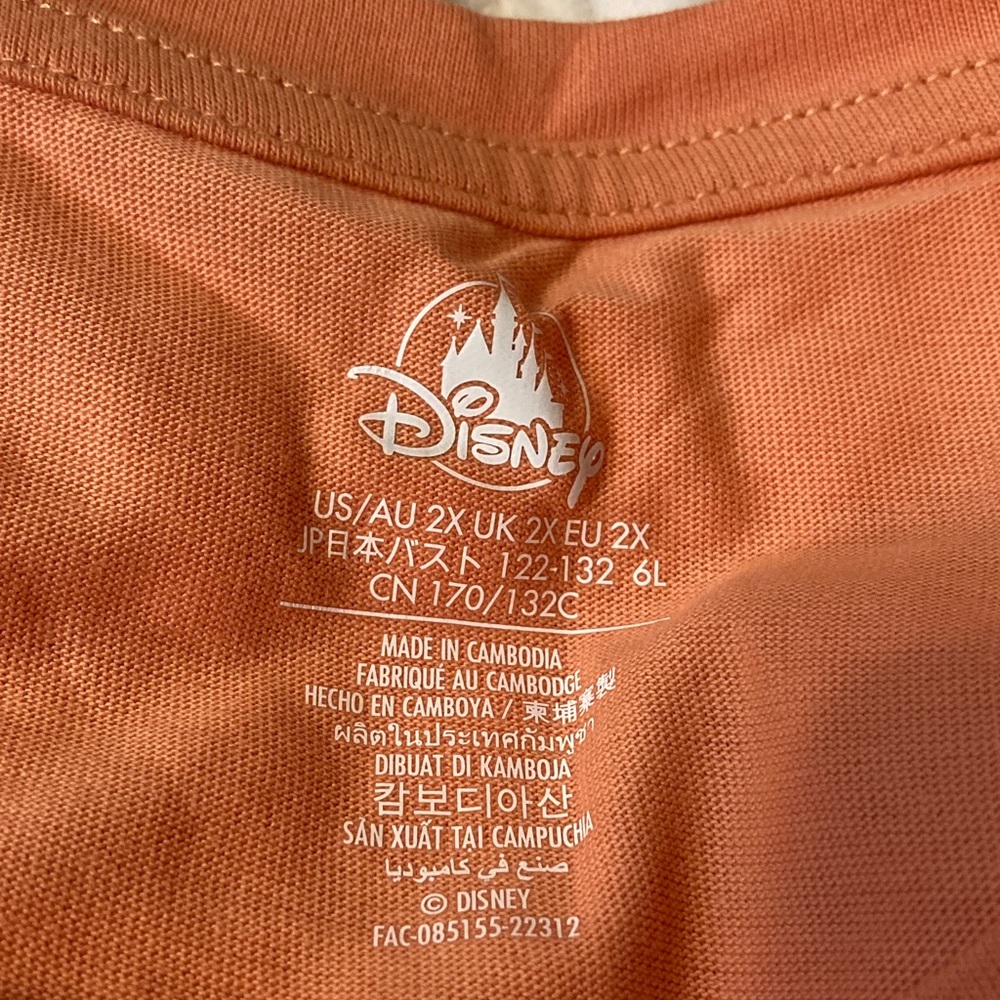 Disney
US/AU 2X UK 2X EU 2X
JP日本バスト 122-132 6L
CN 170/132C
MADE IN CAMBODIA
FABRIQUÉ AU CAMBODGE
HECHO EN CAMBOYA / 柬埔寨製
ผลิตในประเทศกัมพูชา
DIBUAT DI KAMBOJA
캄보디아산
SẢN XUẤT TẠI CAMPUCHIA
صنع في كامبوديا
© DISNEY
FAC-085155-22312